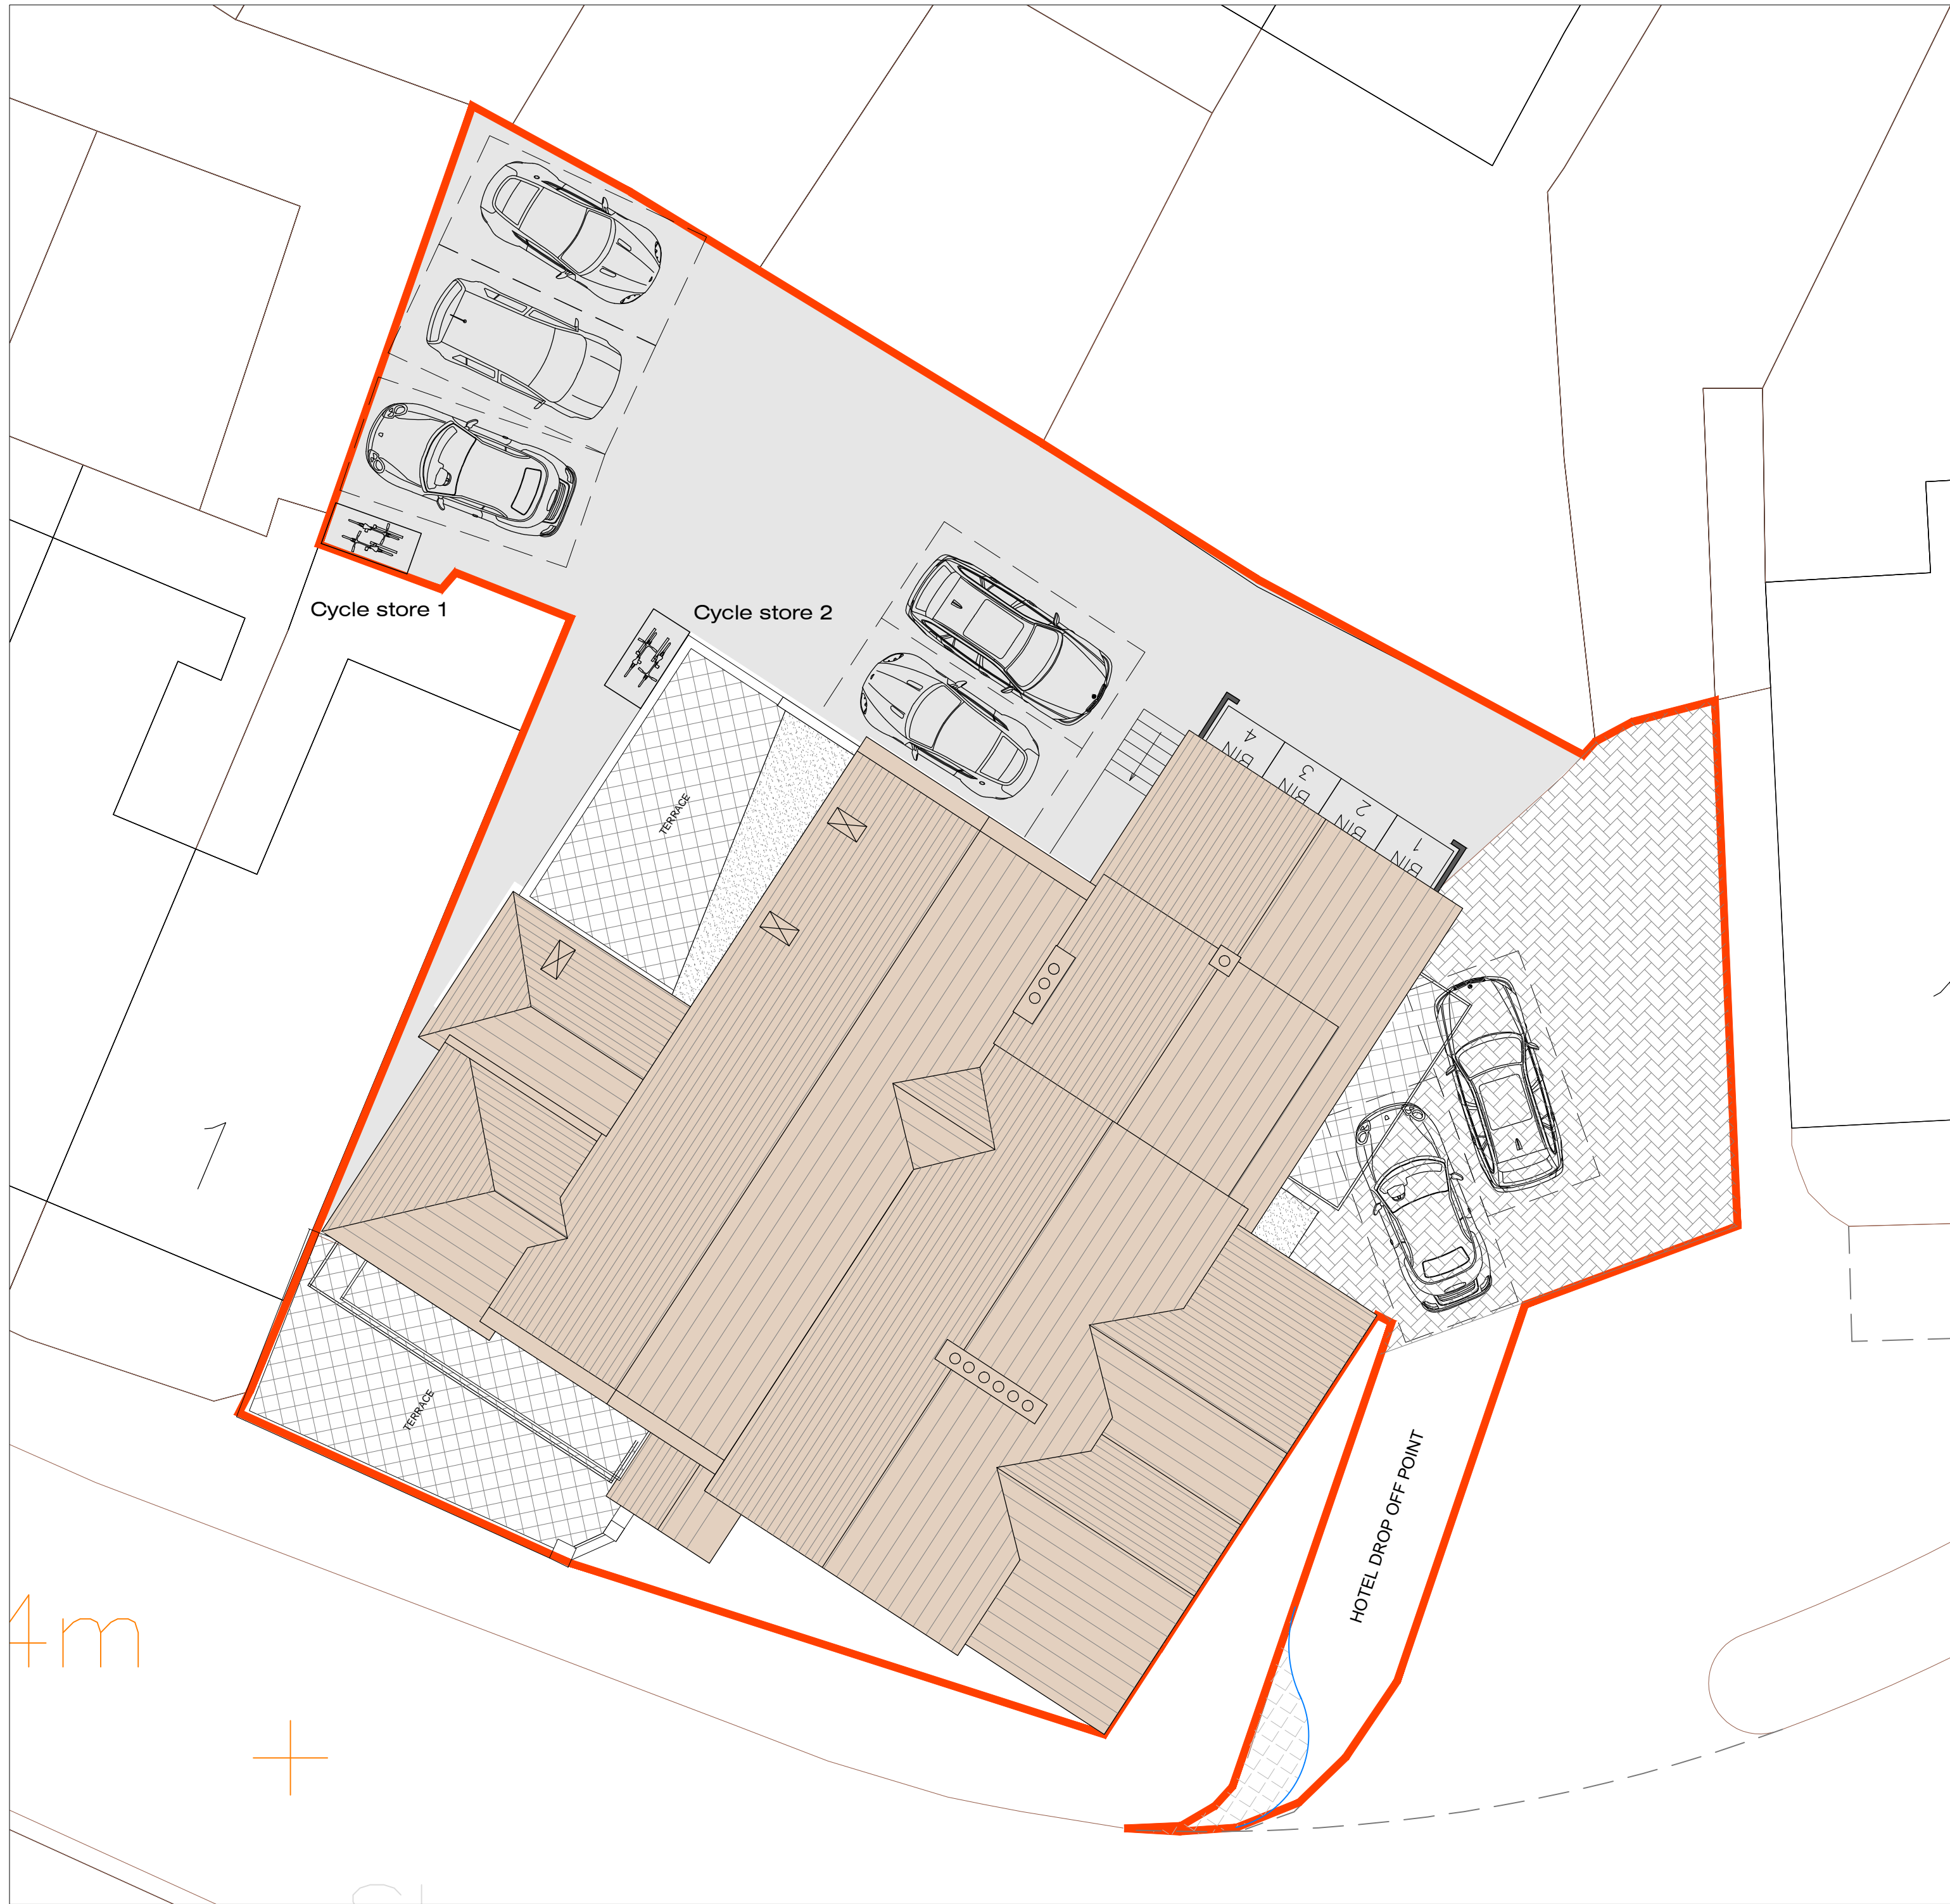 Cycle store 1
Cycle store 2
BIN 4
BIN 3
BIN 2
BIN 1
TERRACE
1
TERRACE
HOTEL DROP OFF POINT
4m